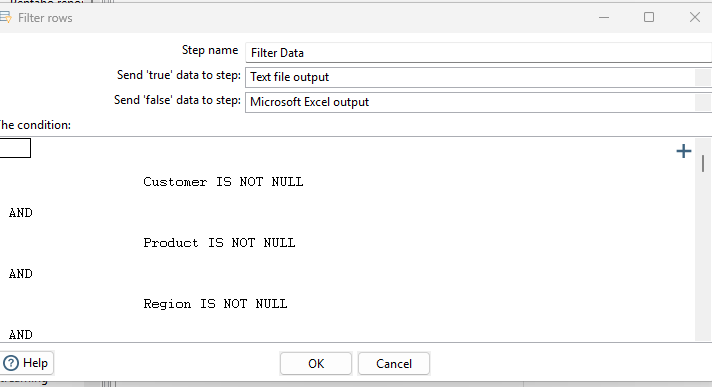 Filter rows
Step name Filter Data
Send 'true' data to step: Text file output
Send 'false' data to step: Microsoft Excel output
he condition:
Customer IS NOT NULL
AND
Product IS NOT NULL
AND
Region IS NOT NULL
AND
Help OK Cancel